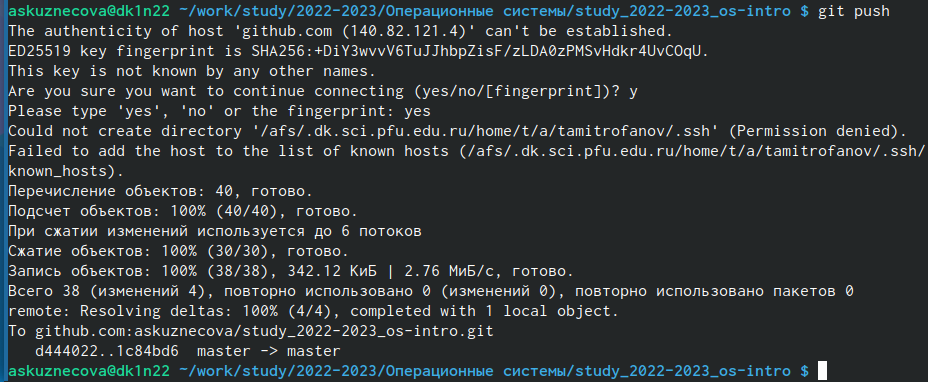 askuznecova@dk1n22 ~/work/study/2022-2023/Операционные системы/study_2022-2023_os-intro $ git push
The authenticity of host 'github.com (140.82.121.4)' can't be established.
ED25519 key fingerprint is SHA256:+DiY3wvvV6TuJJhbpZisF/zLDA0zPMSvHdkr4UvCOqU.
This key is not known by any other names.
Are you sure you want to continue connecting (yes/no/[fingerprint])? y
Please type 'yes', 'no' or the fingerprint: yes
Could not create directory '/afs/.dk.sci.pfu.edu.ru/home/t/a/tamitrofanov/.ssh' (Permission denied).
Failed to add the host to the list of known hosts (/afs/.dk.sci.pfu.edu.ru/home/t/a/tamitrofanov/.ssh/
known_hosts).
Перечисление объектов: 40, готово.
Подсчет объектов: 100% (40/40), готово.
При сжатии изменений используется до 6 потоков
Сжатие объектов: 100% (30/30), готово.
Запись объектов: 100% (38/38), 342.12 КиБ | 2.76 МиБ/с, готово.
Всего 38 (изменений 4), повторно использовано 0 (изменений 0), повторно использовано пакетов 0
remote: Resolving deltas: 100% (4/4), completed with 1 local object.
To github.com:askuznecova/study_2022-2023_os-intro.git
d444022..1c84bd6  master -> master
askuznecova@dk1n22 ~/work/study/2022-2023/Операционные системы/study_2022-2023_os-intro $